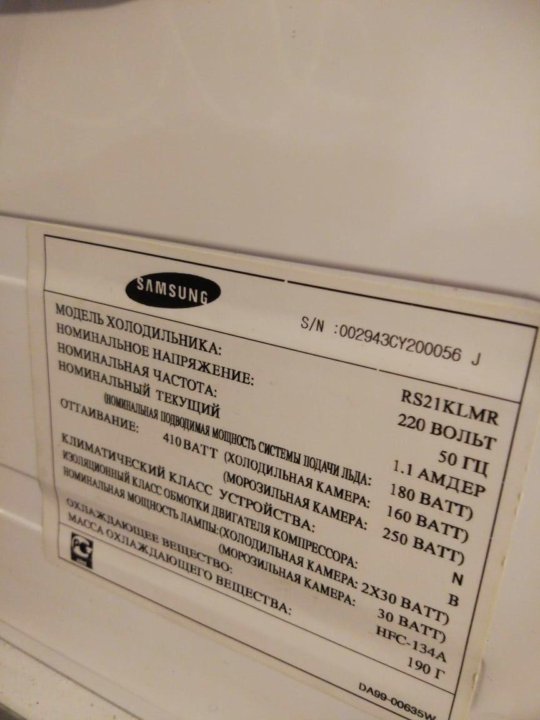 SAMSUNG
S/N :002943CY200056 J
МОДЕЛЬ ХОЛОДИЛЬНИКА: RS21KLMR
НОМИНАЛЬНОЕ НАПРЯЖЕНИЕ: 220 ВОЛЬТ
НОМИНАЛЬНАЯ ЧАСТОТА: 50 ГЦ
НОМИНАЛЬНЫЙ ТЕКУЩИЙ 1.1 АМДЕР
(НОМИНАЛЬНАЯ ПОДВОДИМАЯ МОЩНОСТЬ СИСТЕМЫ ПОДАЧИ ЛЬДА: 180 ВАТТ)
ОТТАИВАНИЕ: 410ВАТТ (ХОЛОДИЛЬНАЯ КАМЕРА: 160 ВАТТ)
(МОРОЗИЛЬНАЯ КАМЕРА: 250 ВАТТ)
КЛИМАТИЧЕСКИЙ КЛАСС УСТРОЙСТВА: N
ИЗОЛЯЦИОННЫЙ КЛАСС ОБМОТКИ ДВИГАТЕЛЯ КОМПРЕССОРА: B
НОМИНАЛЬНАЯ МОЩНОСТЬ ЛАМПЫ:(ХОЛОДИЛЬНАЯ КАМЕРА: 2X30 ВАТТ)
(МОРОЗИЛЬНАЯ КАМЕРА: 30 ВАТТ)
ОХЛАЖДАЮЩЕЕ ВЕЩЕСТВО: HFC-134A
МАССА ОХЛАЖДАЮЩЕГО ВЕЩЕСТВА: 190 Г
DA99-00635W